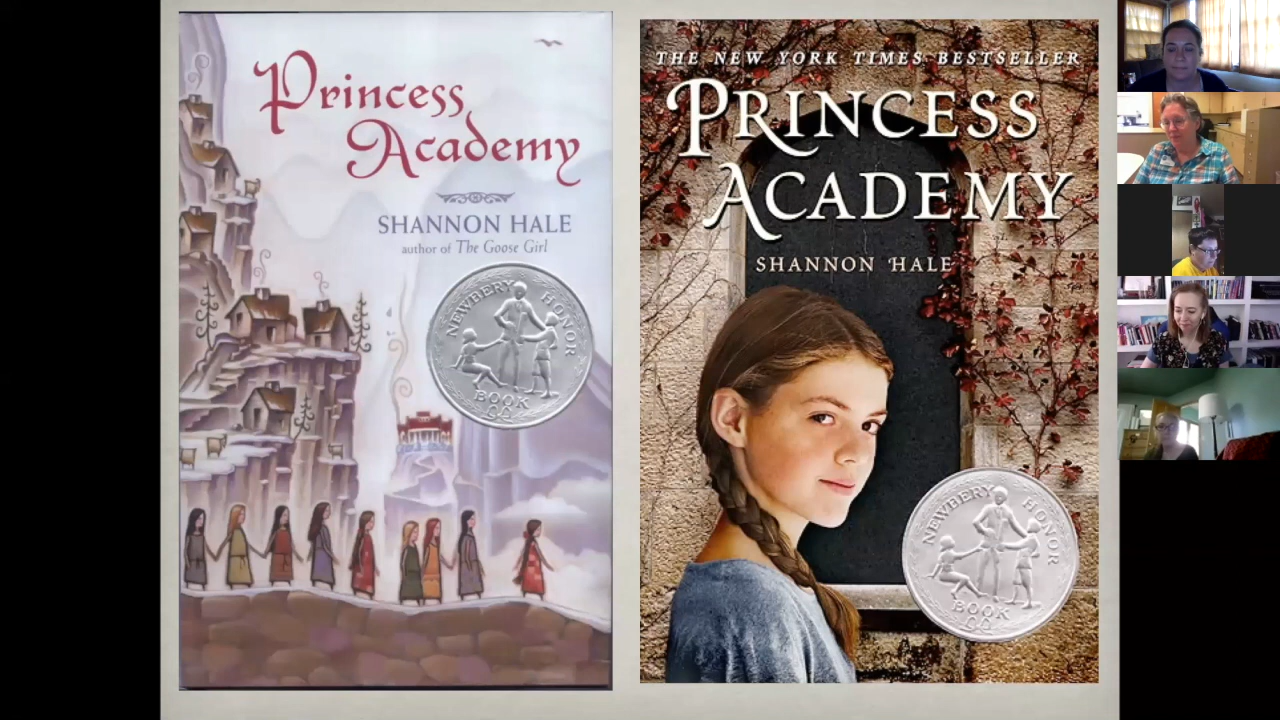 Princess
Academy
SHANNON HALE
author of The Goose Girl
NEWBERY HONOR
BOOK
THE NEW YORK TIMES BESTSELLER
PRINCESS
ACADEMY
SHANNON HALE
NEWBERY HONOR
BOOK